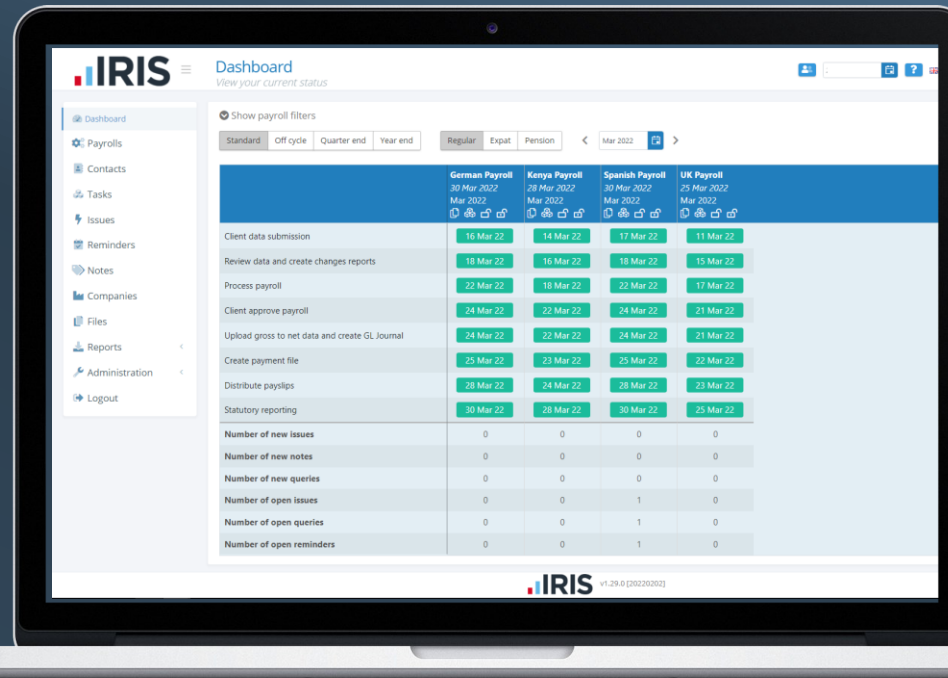 IRIS
Dashboard
View your current status
Dashboard
Payrolls
Contacts
Tasks
Issues
Reminders
Notes
Companies
Files
Reports
Administration
Logout
Show payroll filters
Standard Off cycle Quarter end Year end Regular Expat Pension Mar 2022
German Payroll Kenya Payroll Spanish Payroll UK Payroll
30 Mar 2022 28 Mar 2022 30 Mar 2022 25 Mar 2022
Mar 2022 Mar 2022 Mar 2022 Mar 2022
Client data submission 16 Mar 22 14 Mar 22 17 Mar 22 11 Mar 22
Review data and create changes reports 18 Mar 22 16 Mar 22 18 Mar 22 15 Mar 22
Process payroll 22 Mar 22 18 Mar 22 22 Mar 22 17 Mar 22
Client approve payroll 24 Mar 22 22 Mar 22 24 Mar 22 21 Mar 22
Upload gross to net data and create GL Journal 24 Mar 22 22 Mar 22 24 Mar 22 21 Mar 22
Create payment file 25 Mar 22 23 Mar 22 25 Mar 22 22 Mar 22
Distribute payslips 28 Mar 22 24 Mar 22 28 Mar 22 23 Mar 22
Statutory reporting 30 Mar 22 28 Mar 22 30 Mar 22 25 Mar 22
Number of new issues 0 0 0 0
Number of new notes 0 0 0 0
Number of new queries 0 0 0 0
Number of open issues 0 0 1 0
Number of open queries 0 0 1 0
Number of open reminders 0 0 1 0
IRIS v1.29.0 [20220202]